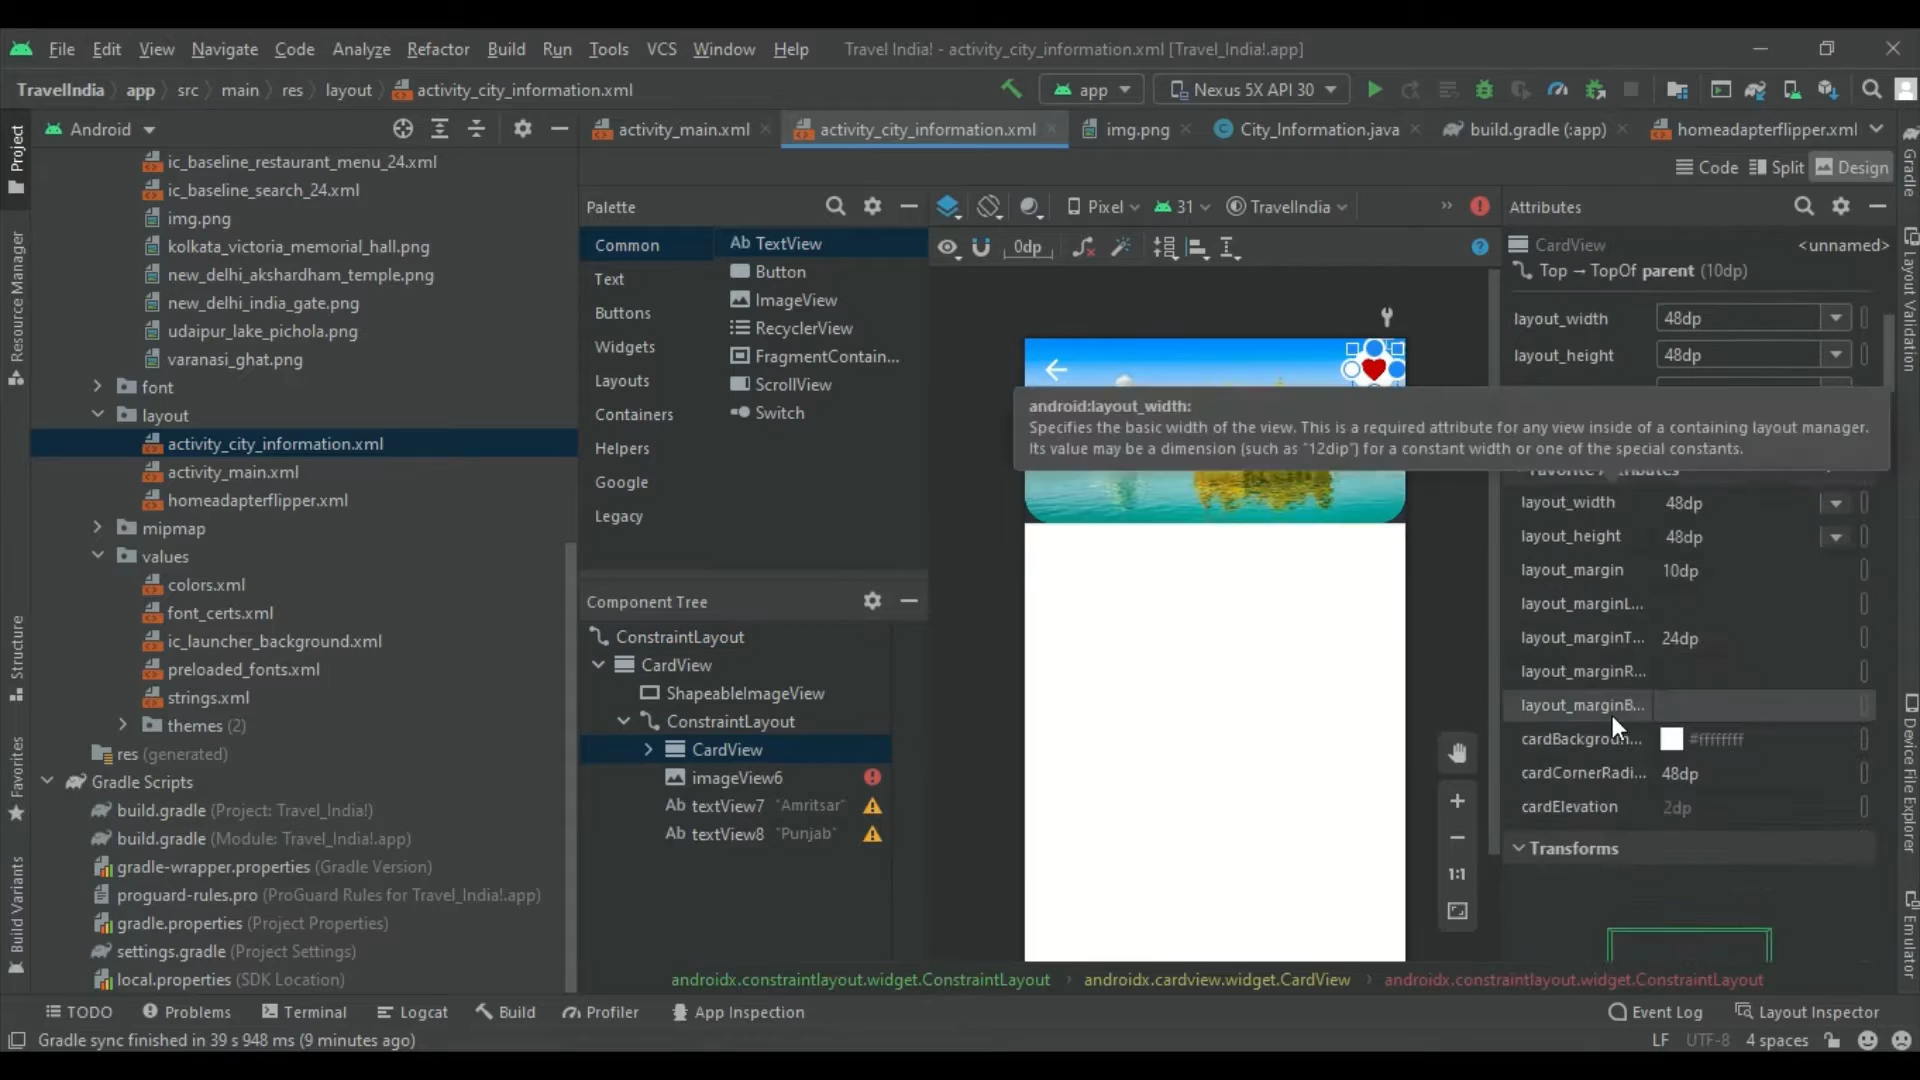 File Edit View Navigate Code Analyze Refactor Build Run Tools VCS Window Help Travel India! - activity_city_information.xml [Travel_India!.app]
TravelIndia app src main res layout activity_city_information.xml app Nexus 5X API 30
Android
activity_main.xml activity_city_information.xml img.png City_Information.java build.gradle (:app) homeadapterflipper.xml
Code Split Design
Project
Resource Manager
Structure
Favorites
Build Variants
ic_baseline_restaurant_menu_24.xml
ic_baseline_search_24.xml
img.png
kolkata_victoria_memorial_hall.png
new_delhi_akshardham_temple.png
new_delhi_india_gate.png
udaipur_lake_pichola.png
varanasi_ghat.png
font
layout
activity_city_information.xml
activity_main.xml
homeadapterflipper.xml
mipmap
values
colors.xml
font_certs.xml
ic_launcher_background.xml
preloaded_fonts.xml
strings.xml
themes (2)
res (generated)
Gradle Scripts
build.gradle (Project: Travel_India!)
build.gradle (Module: Travel_India!.app)
gradle-wrapper.properties (Gradle Version)
proguard-rules.pro (ProGuard Rules for Travel_India!.app)
gradle.properties (Project Properties)
settings.gradle (Project Settings)
local.properties (SDK Location)
Palette
Common
Text
Buttons
Widgets
Layouts
Containers
Helpers
Google
Legacy
Ab TextView
Button
ImageView
RecyclerView
FragmentContain...
ScrollView
Switch
Component Tree
ConstraintLayout
CardView
ShapeableImageView
ConstraintLayout
CardView
imageView6
Ab textView7 "Amritsar"
Ab textView8 "Punjab"
Pixel 31 TravelIndia
0dp
android:layout_width:
Specifies the basic width of the view. This is a required attribute for any view inside of a containing layout manager.
Its value may be a dimension (such as "12dip") for a constant width or one of the special constants.
1:1
Attributes
CardView <unnamed>
Top → TopOf parent (10dp)
layout_width 48dp
layout_height 48dp
layout_width 48dp
layout_height 48dp
layout_margin 10dp
layout_marginL...
layout_marginT... 24dp
layout_marginR...
layout_marginB...
cardBackgroun... #ffffffff
cardCornerRadi... 48dp
cardElevation 2dp
Transforms
Gradle
Layout Validation
Device File Explorer
Emulator
androidx.constraintlayout.widget.ConstraintLayout androidx.cardview.widget.CardView androidx.constraintlayout.widget.ConstraintLayout
TODO Problems Terminal Logcat Build Profiler App Inspection Event Log Layout Inspector
Gradle sync finished in 39 s 948 ms (9 minutes ago) LF UTF-8 4 spaces